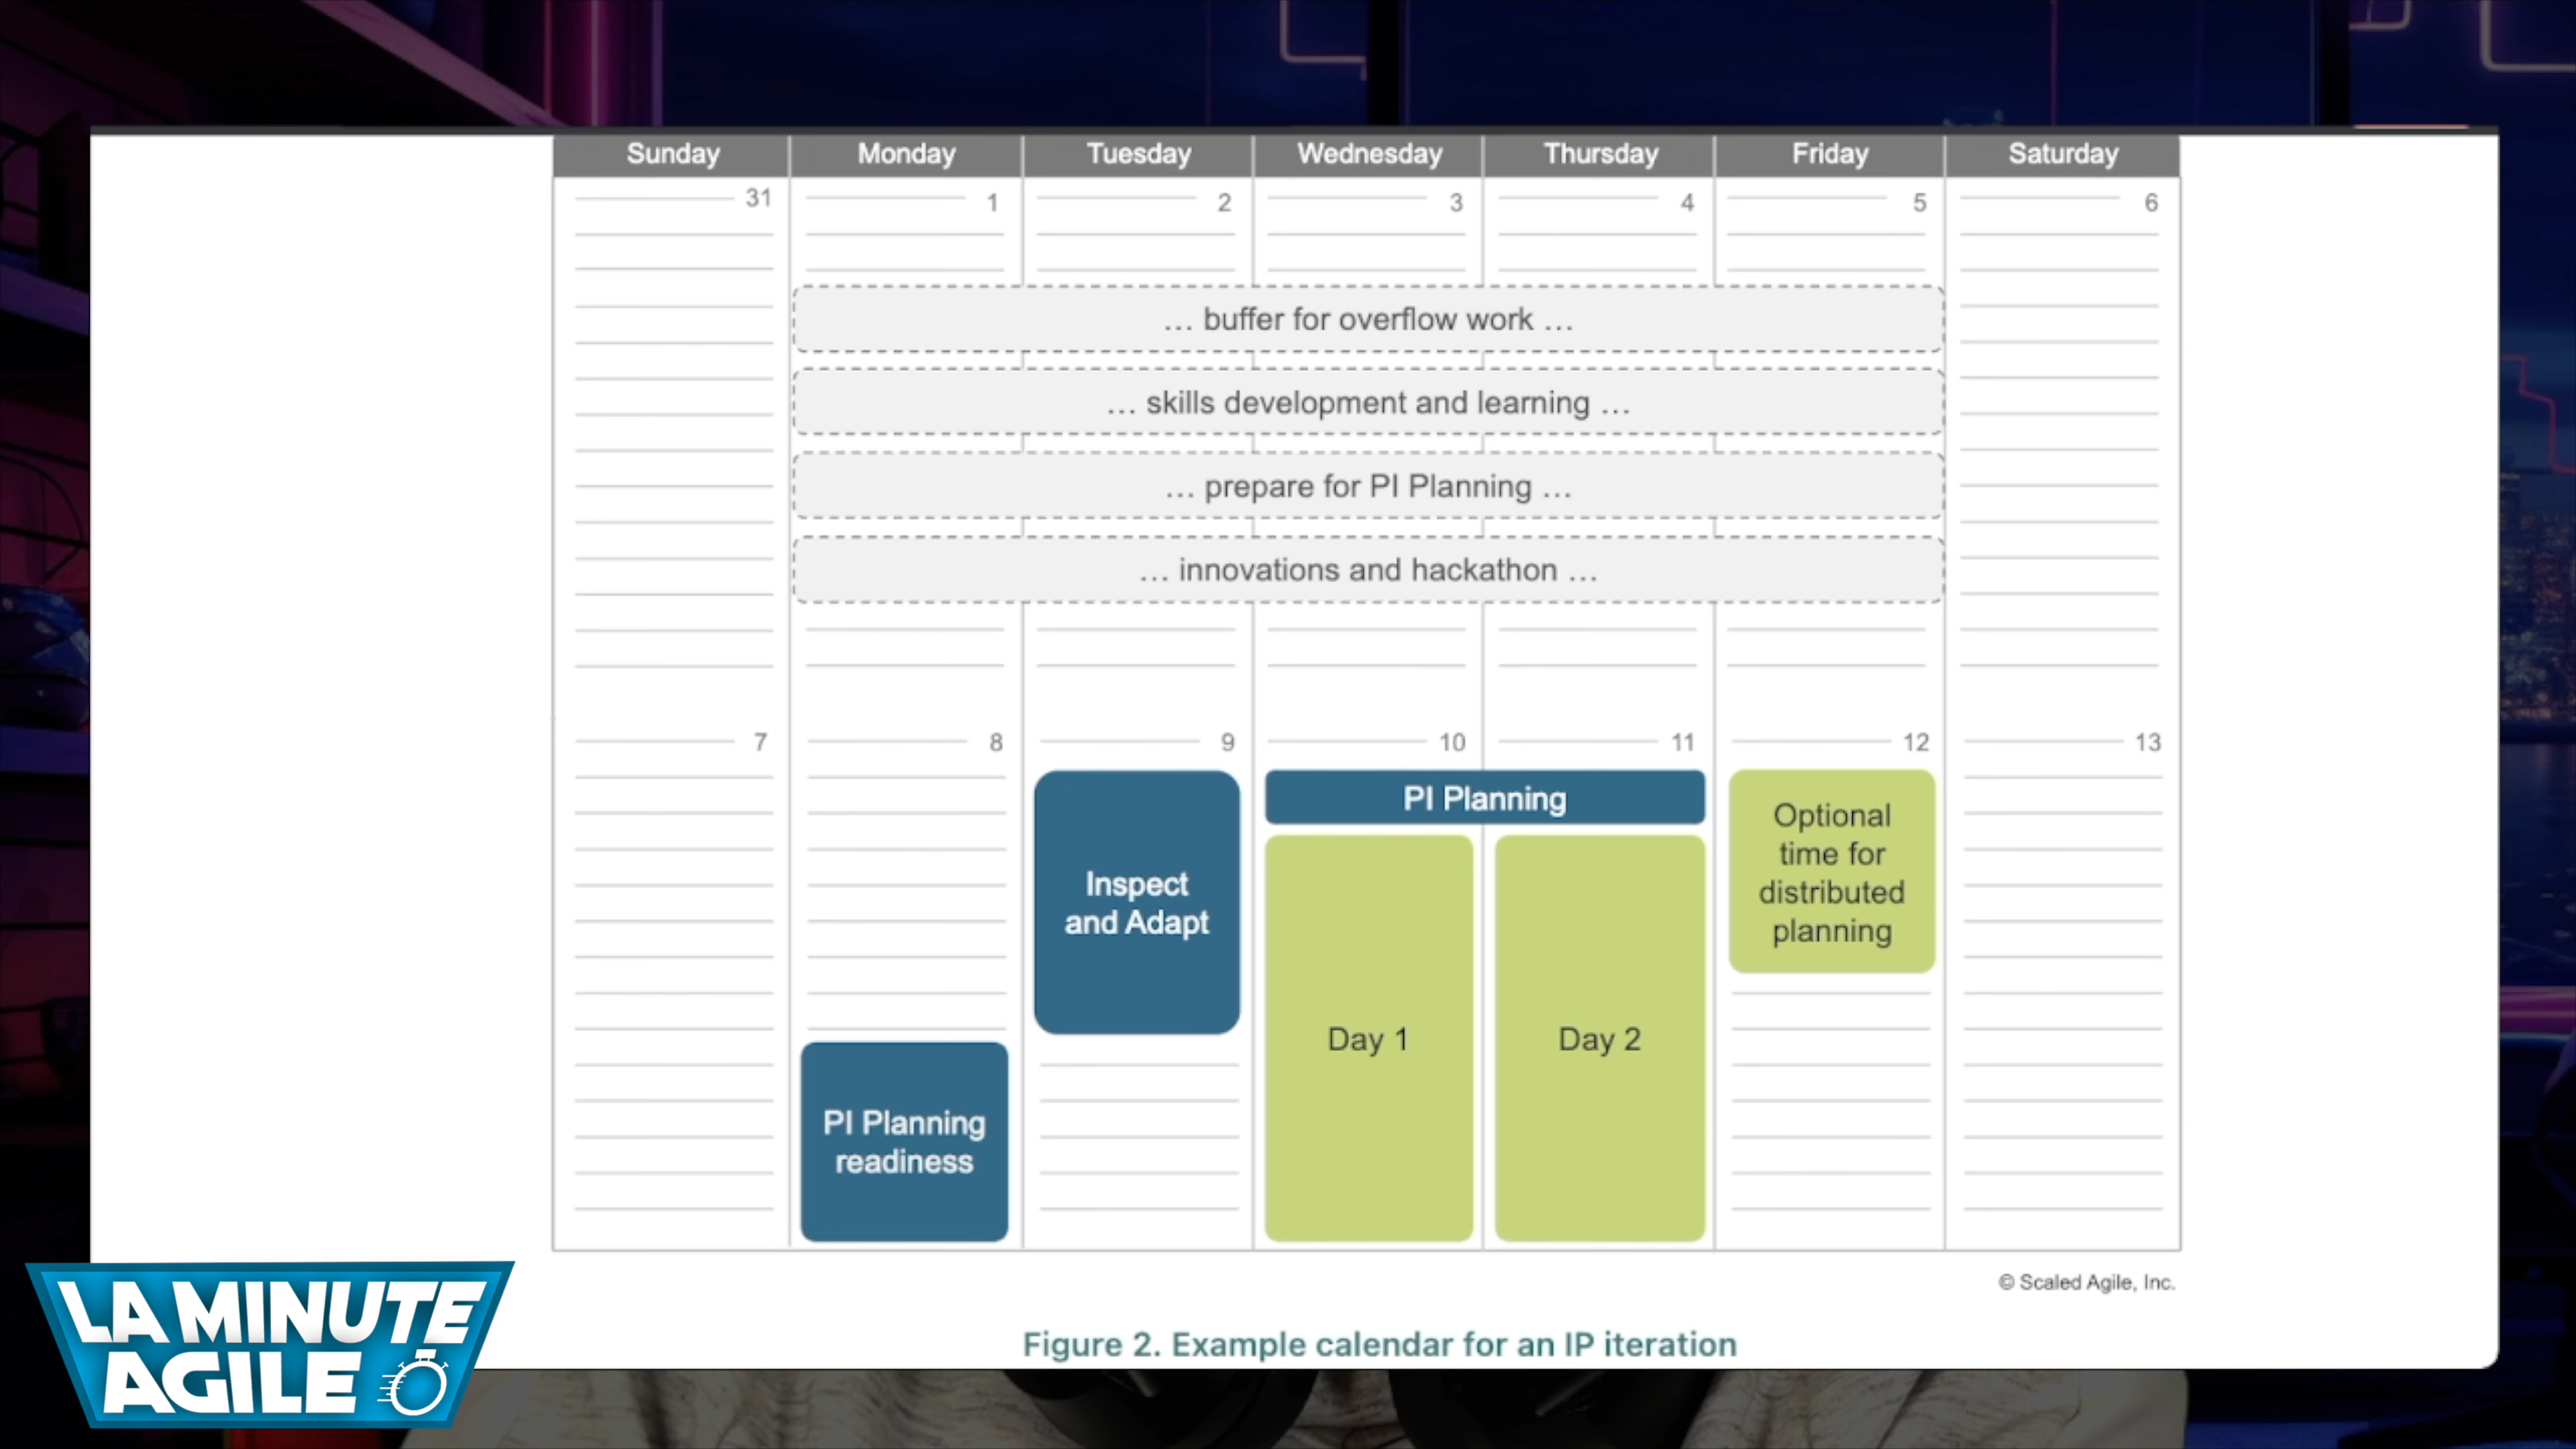 Sunday Monday Tuesday Wednesday Thursday Friday Saturday
31 1 2 3 4 5 6
... buffer for overflow work ...
... skills development and learning ...
... prepare for PI Planning ...
... innovations and hackathon ...
7 8 9 10 11 12 13
PI Planning
readiness
Inspect
and Adapt
PI Planning
Day 1
Day 2
Optional
time for
distributed
planning
© Scaled Agile, Inc.
Figure 2. Example calendar for an IP iteration
LA MINUTE
AGILE